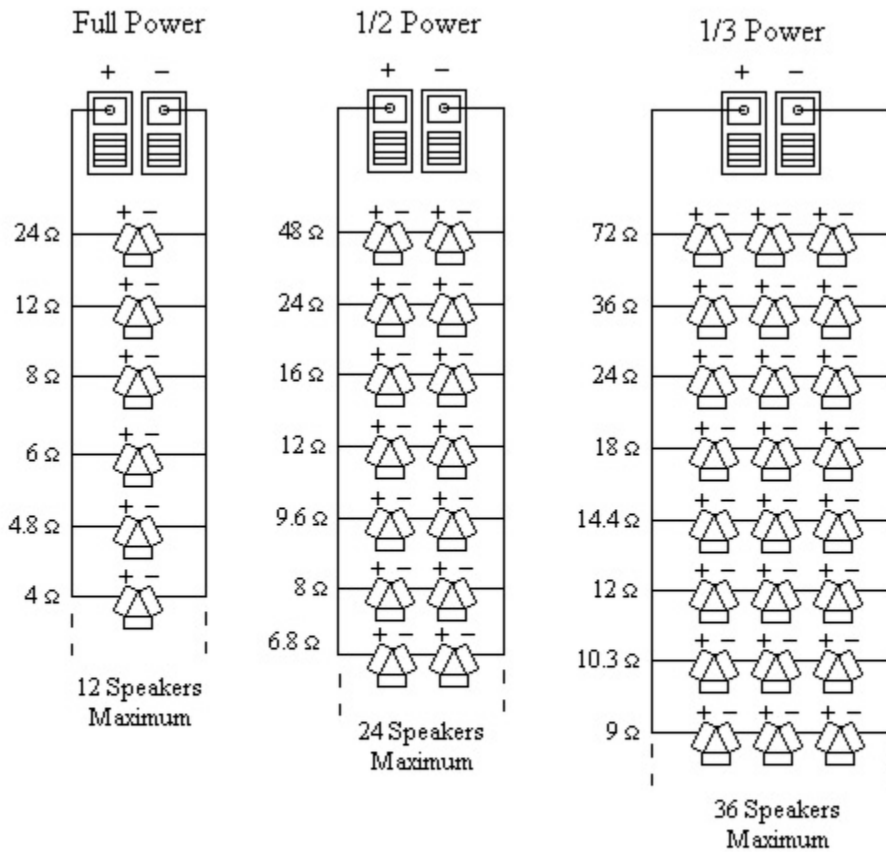 Full Power
+ −
24 Ω
+ −
12 Ω
+ −
8 Ω
+ −
6 Ω
+ −
4.8 Ω
+ −
4 Ω
+ −
12 Speakers
Maximum
1/2 Power
+ −
48 Ω
+ − + −
24 Ω
+ − + −
16 Ω
+ − + −
12 Ω
+ − + −
9.6 Ω
+ − + −
8 Ω
+ − + −
6.8 Ω
+ − + −
24 Speakers
Maximum
1/3 Power
+ −
72 Ω
+ − + − + −
36 Ω
+ − + − + −
24 Ω
+ − + − + −
18 Ω
+ − + − + −
14.4 Ω
+ − + − + −
12 Ω
+ − + − + −
10.3 Ω
+ − + − + −
9 Ω
+ − + − + −
36 Speakers
Maximum